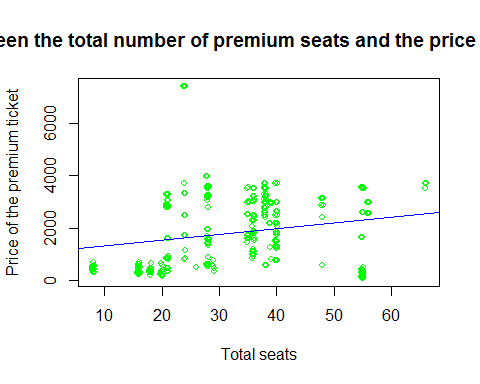 een the total number of premium seats and the price
Price of the premium ticket
0 2000 4000 6000
10 20 30 40 50 60
Total seats